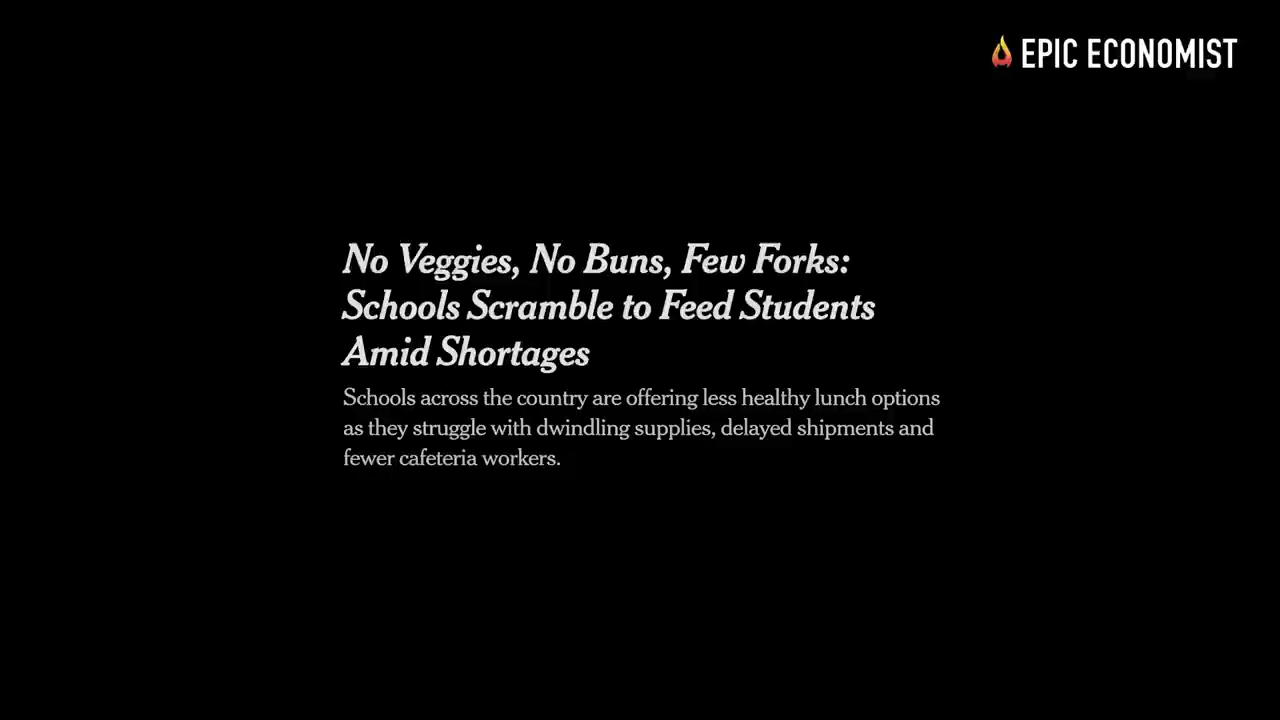 EPIC ECONOMIST
No Veggies, No Buns, Few Forks:
Schools Scramble to Feed Students
Amid Shortages
Schools across the country are offering less healthy lunch options
as they struggle with dwindling supplies, delayed shipments and
fewer cafeteria workers.